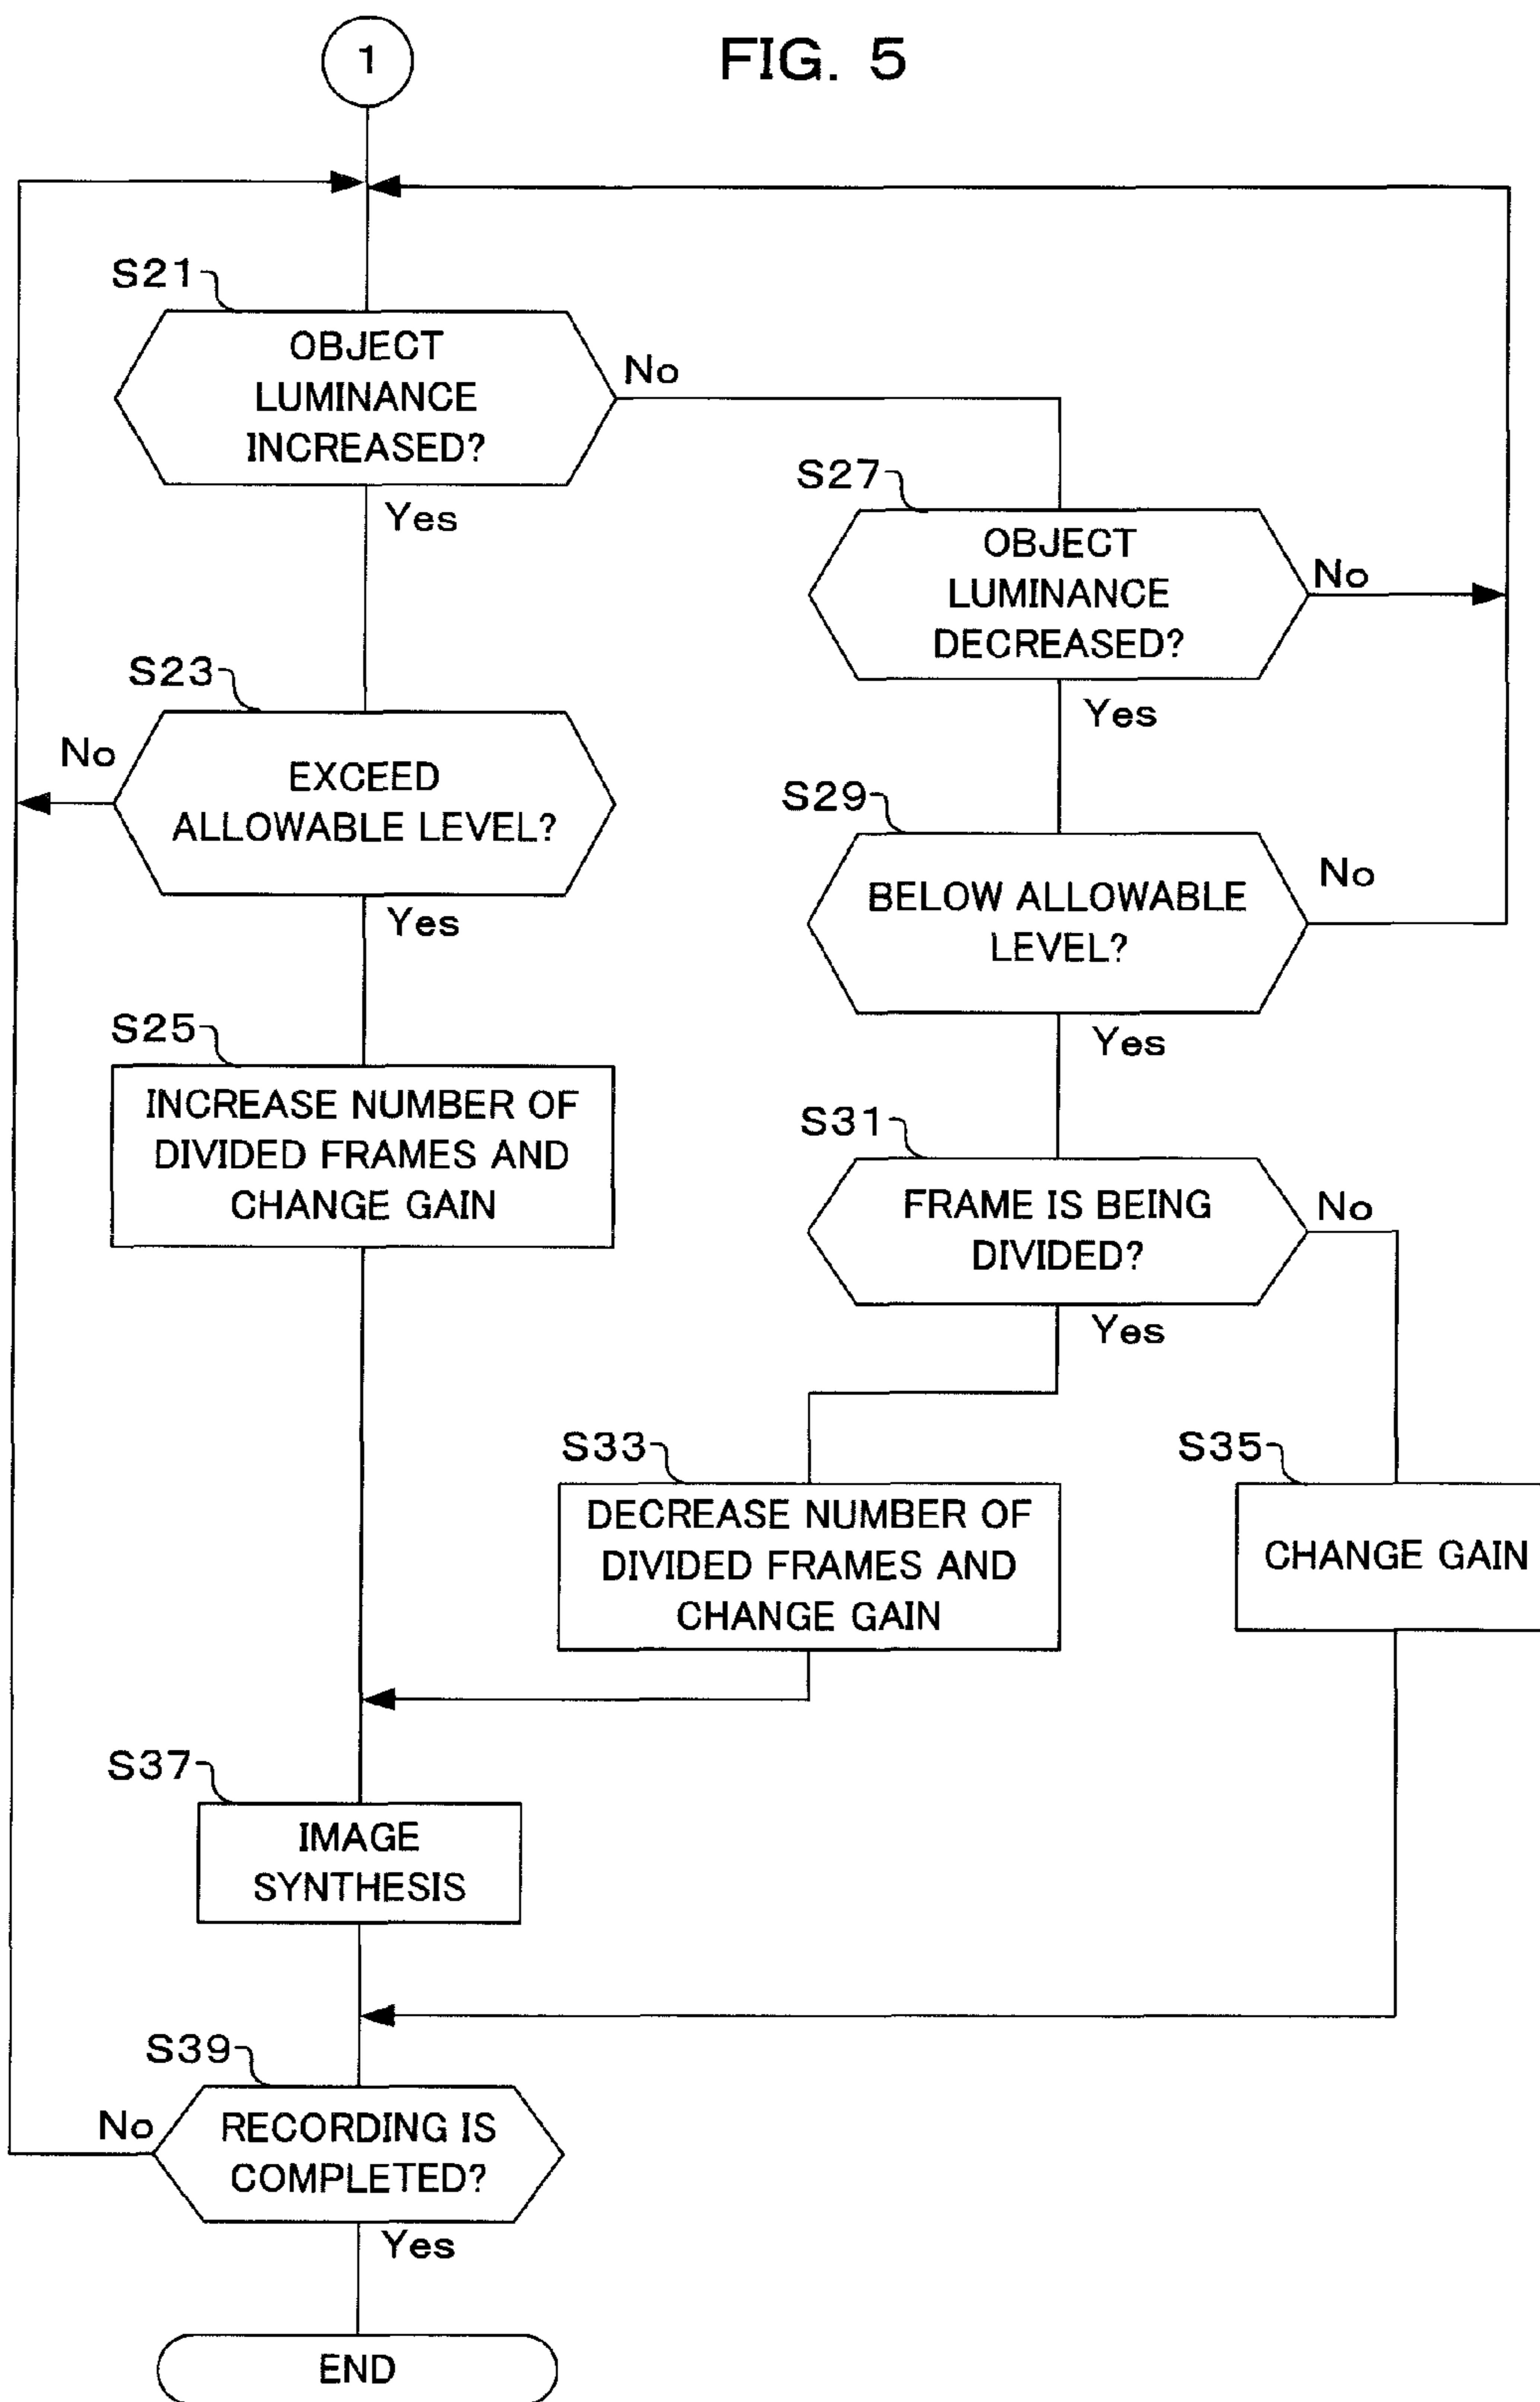 FIG. 5
1
S21
OBJECT
LUMINANCE
INCREASED?
No
Yes
S27
OBJECT
LUMINANCE
DECREASED?
No
Yes
S23
EXCEED
ALLOWABLE LEVEL?
No
Yes
S29
BELOW ALLOWABLE
LEVEL?
No
Yes
S25
INCREASE NUMBER OF
DIVIDED FRAMES AND
CHANGE GAIN
S31
FRAME IS BEING
DIVIDED?
No
Yes
S33
DECREASE NUMBER OF
DIVIDED FRAMES AND
CHANGE GAIN
S35
CHANGE GAIN
S37
IMAGE
SYNTHESIS
S39
RECORDING IS
COMPLETED?
No
Yes
END